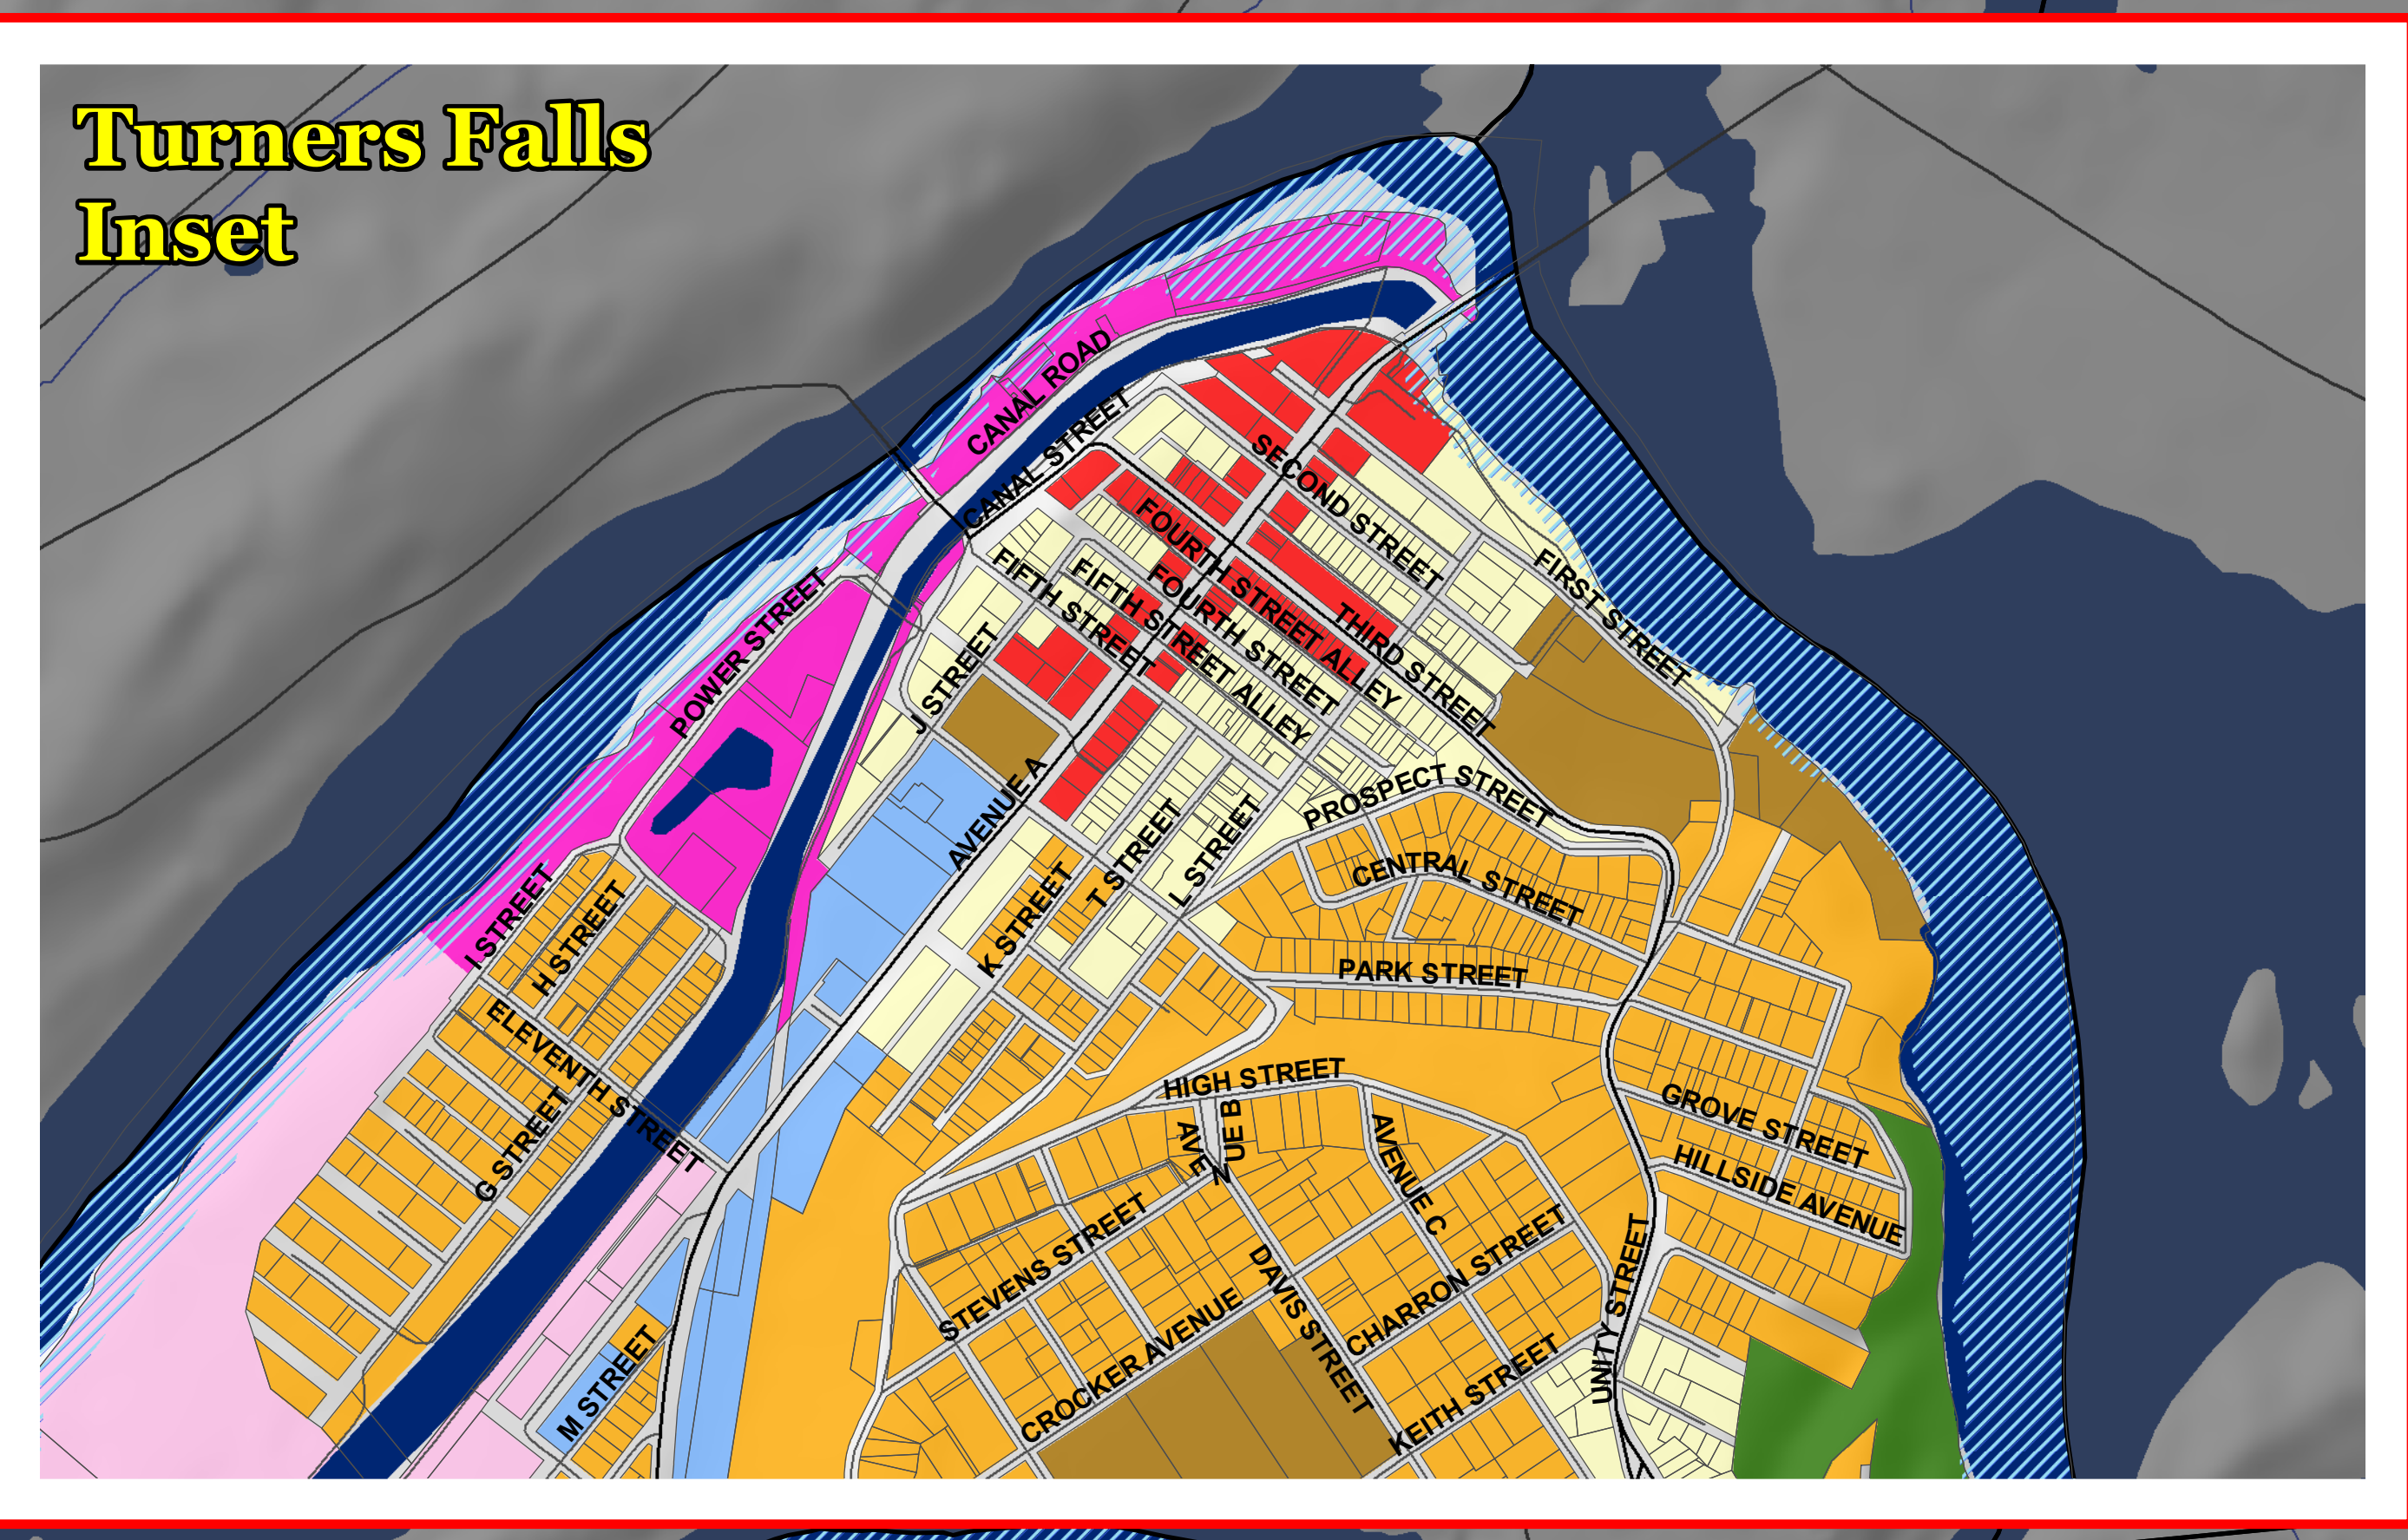 Turners Falls
Inset
CANAL ROAD
CANAL STREET
SECOND STREET
FIRST STREET
FOURTH STREET ALLEY
THIRD STREET
FOURTH STREET
FIFTH STREET ALLEY
FIFTH STREET
POWER STREET
J STREET
AVENUE A
PROSPECT STREET
T STREET
L STREET
CENTRAL STREET
I STREET
H STREET
K STREET
PARK STREET
ELEVENTH STREET
G STREET
HIGH STREET
AVENUE B
AVENUE C
GROVE STREET
HILLSIDE AVENUE
STEVENS STREET
DAVIS STREET
CHARRON STREET
UNITY STREET
CROCKER AVENUE
KEITH STREET
M STREET